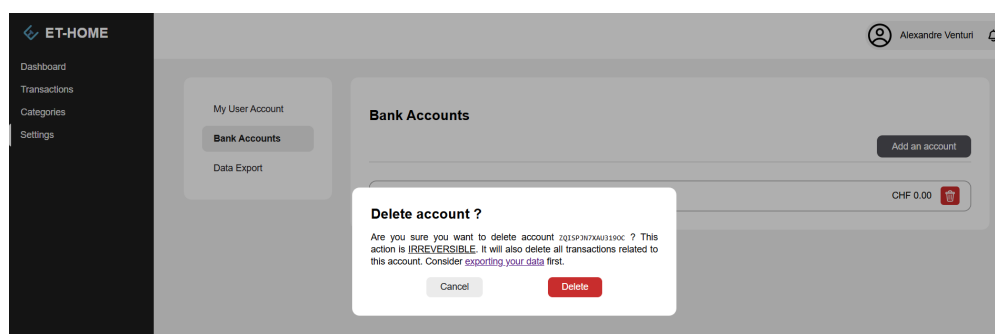 ET-HOME
Alexandre Venturi
Dashboard
Transactions
Categories
Settings
My User Account
Bank Accounts
Data Export
Bank Accounts
Add an account
CHF 0.00
Delete account ?
Are you sure you want to delete account ZQISPJN7XAU319OC ? This
action is IRREVERSIBLE. It will also delete all transactions related to
this account. Consider exporting your data first.
Cancel
Delete